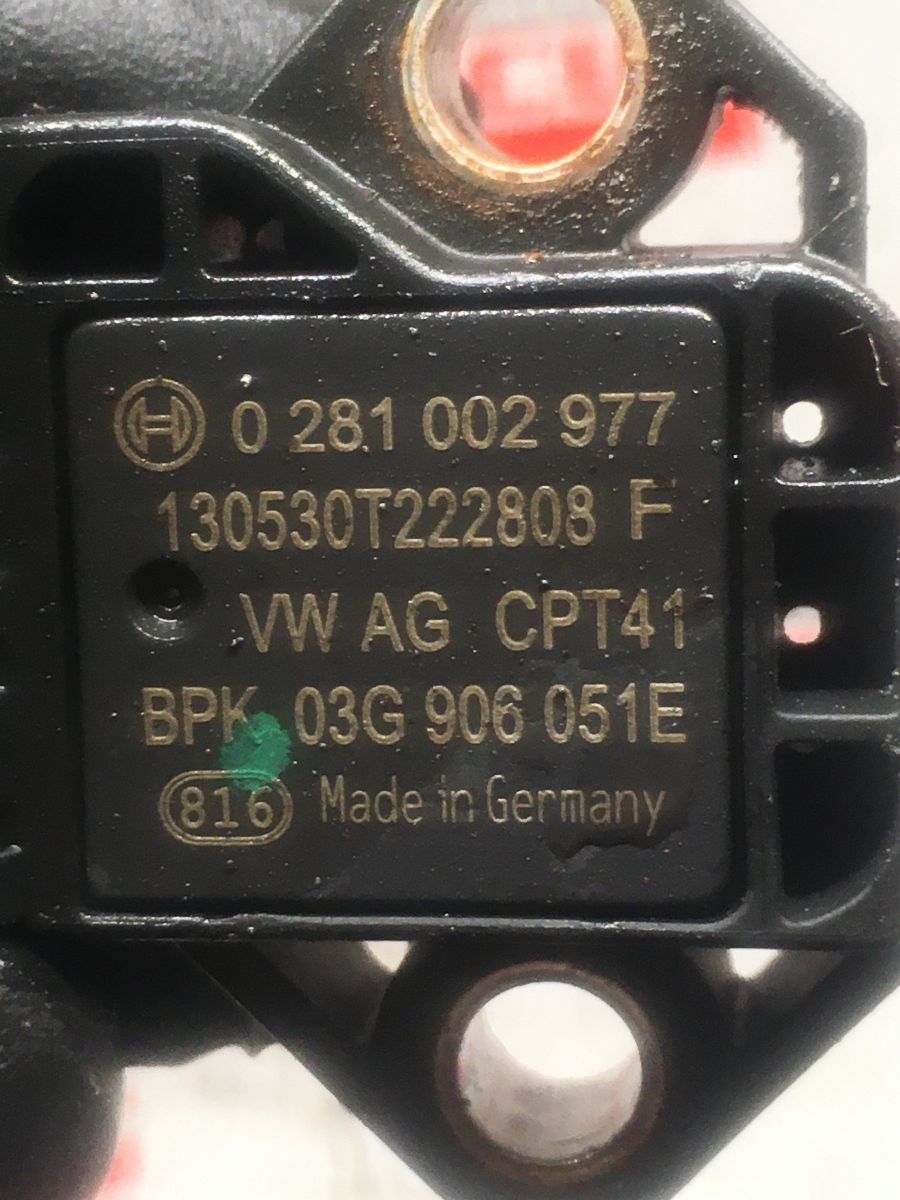 0 281 002 977
130530T222808 F
VW AG CPT41
BPK 03G 906 051E
816 Made in Germany